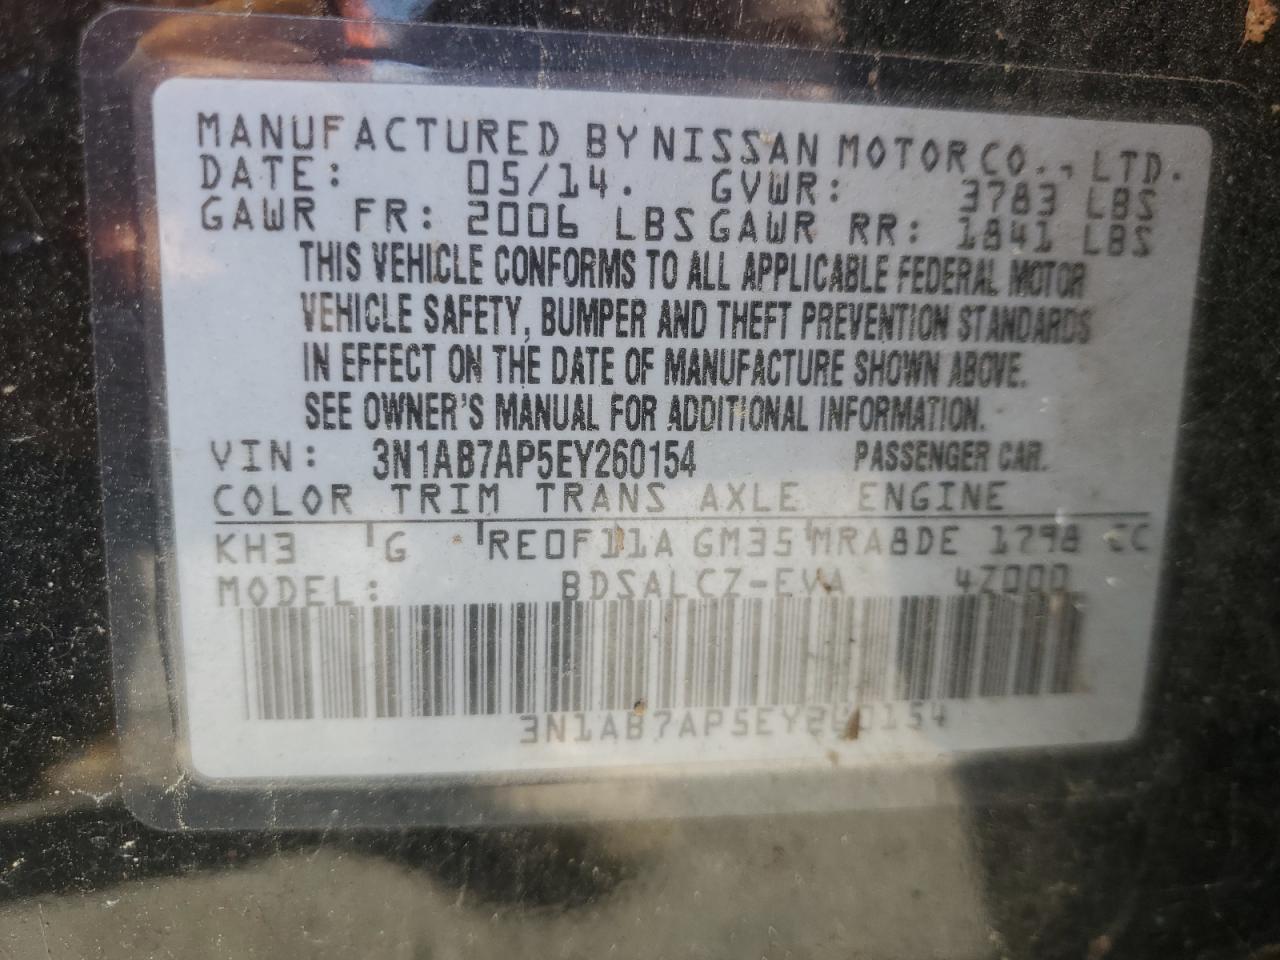 MANUFACTURED BY NISSAN MOTOR CO., LTD.
DATE: 05/14. GVWR: 3783 LBS
GAWR FR: 2006 LBS GAWR RR: 1841 LBS
THIS VEHICLE CONFORMS TO ALL APPLICABLE FEDERAL MOTOR
VEHICLE SAFETY, BUMPER AND THEFT PREVENTION STANDARDS
IN EFFECT ON THE DATE OF MANUFACTURE SHOWN ABOVE.
SEE OWNER'S MANUAL FOR ADDITIONAL INFORMATION.
VIN: 3N1AB7AP5EY260154 PASSENGER CAR.
COLOR TRIM TRANS AXLE ENGINE
KH3 G RE0F11A GM35 MRA8DE 1798 CC
MODEL: BDSALCZ-EVA 4Z000
3N1AB7AP5EY260154